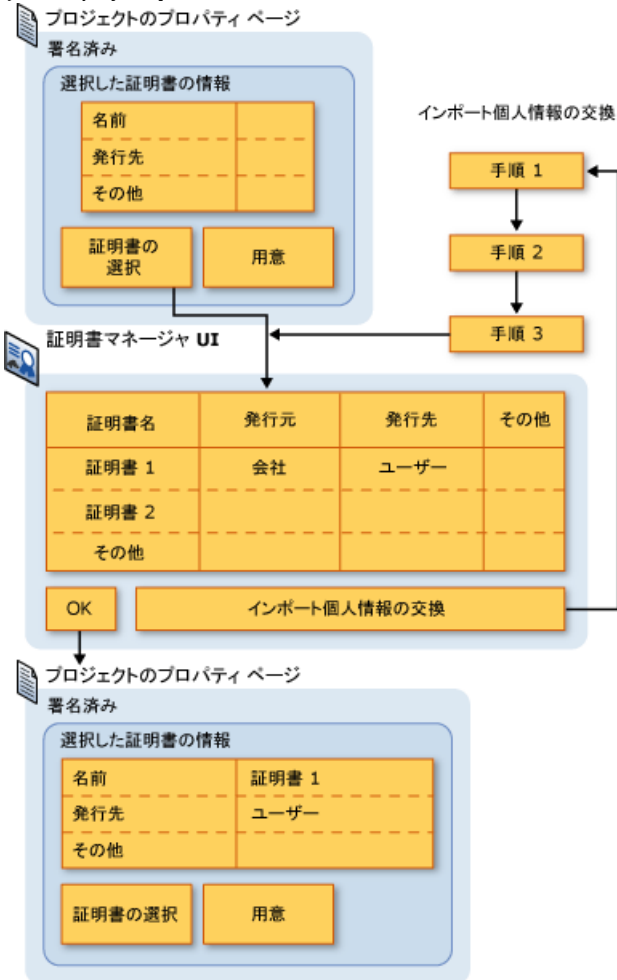 プロジェクトのプロパティ ページ
署名済み
選択した証明書の情報
名前
発行先
その他
証明書の
選択
用意
インポート個人情報の交換
手順 1
手順 2
手順 3
証明書マネージャ UI
証明書名 発行元 発行先 その他
証明書 1 会社 ユーザー
証明書 2
その他
OK インポート個人情報の交換
プロジェクトのプロパティ ページ
署名済み
選択した証明書の情報
名前 証明書 1
発行先 ユーザー
その他
証明書の選択 用意